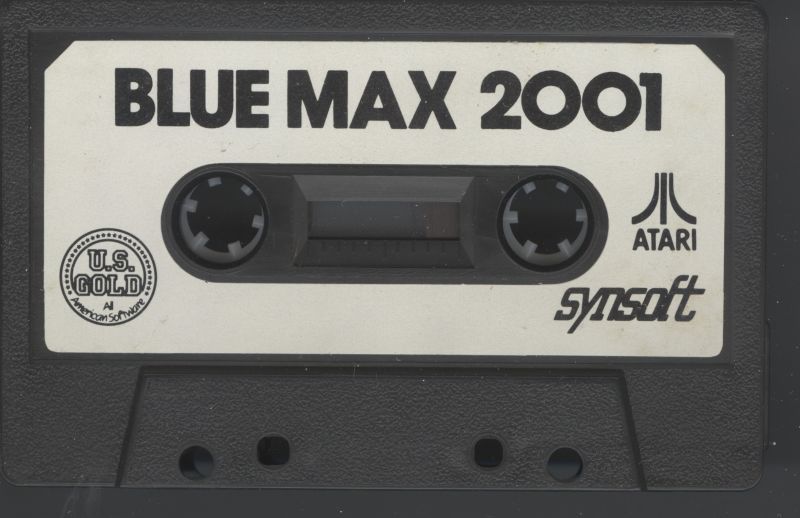 BLUE MAX 2001
ATARI
U.S.
GOLD
All
American Software
synsoft